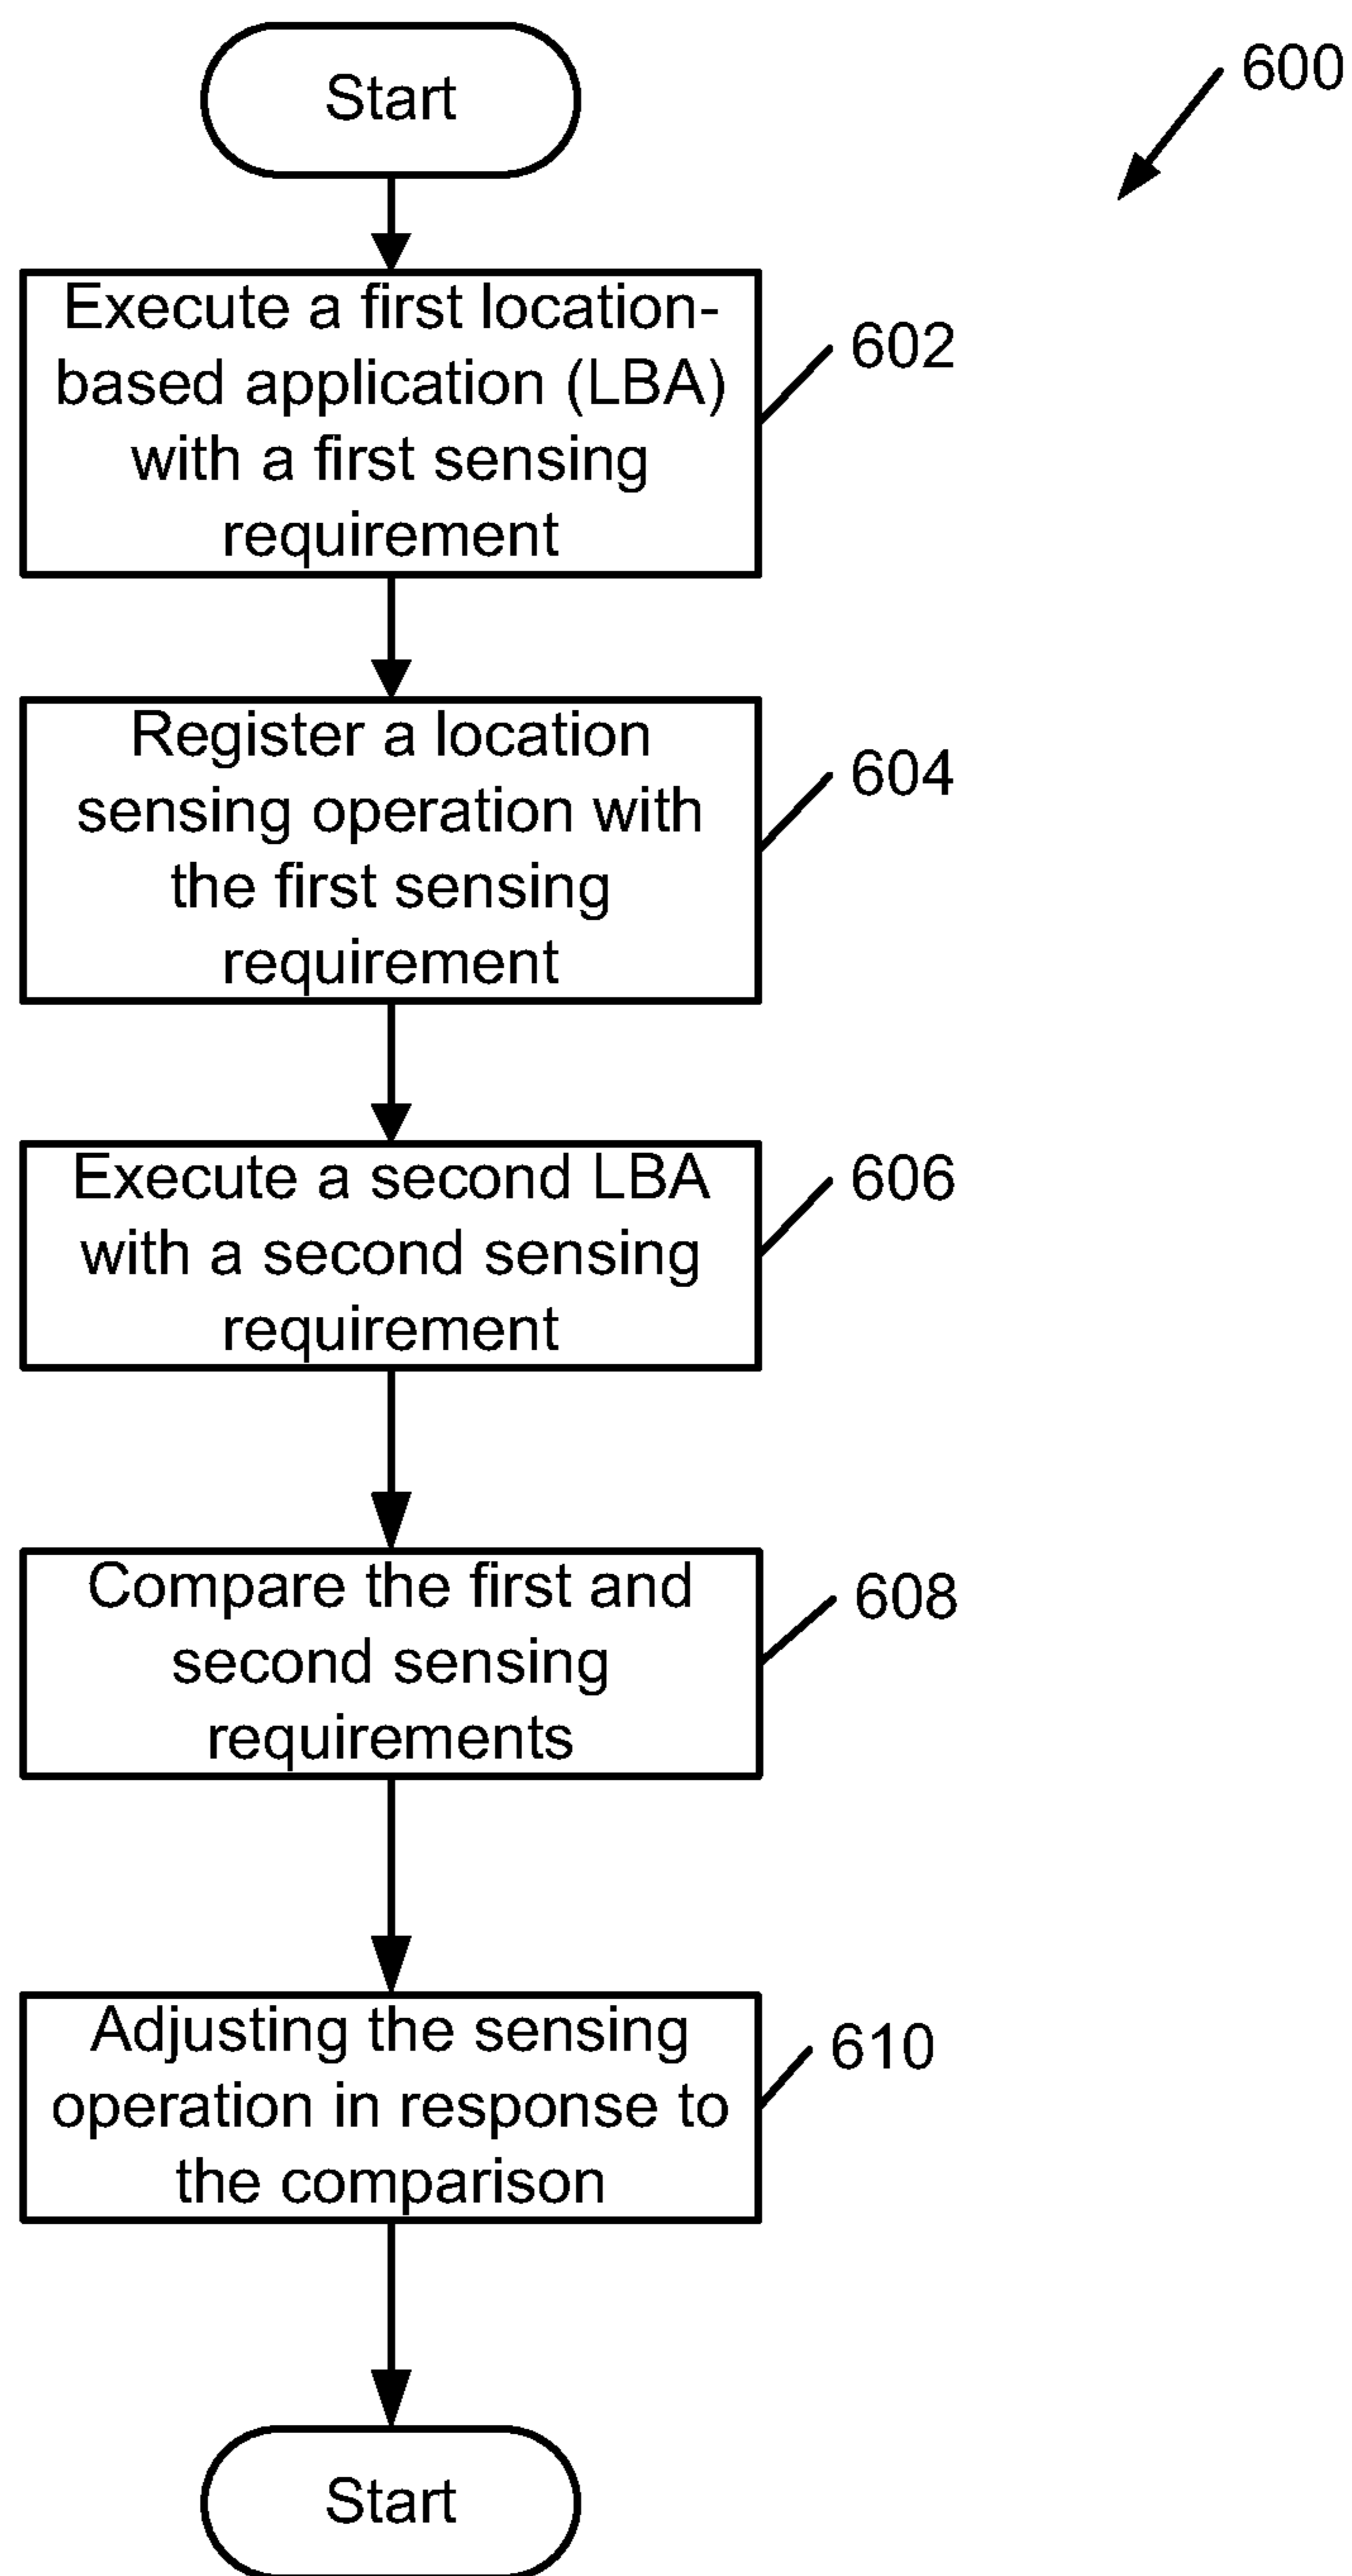 Start
600
Execute a first location-
based application (LBA)
with a first sensing
requirement
602
Register a location
sensing operation with
the first sensing
requirement
604
Execute a second LBA
with a second sensing
requirement
606
Compare the first and
second sensing
requirements
608
Adjusting the sensing
operation in response to
the comparison
610
Start